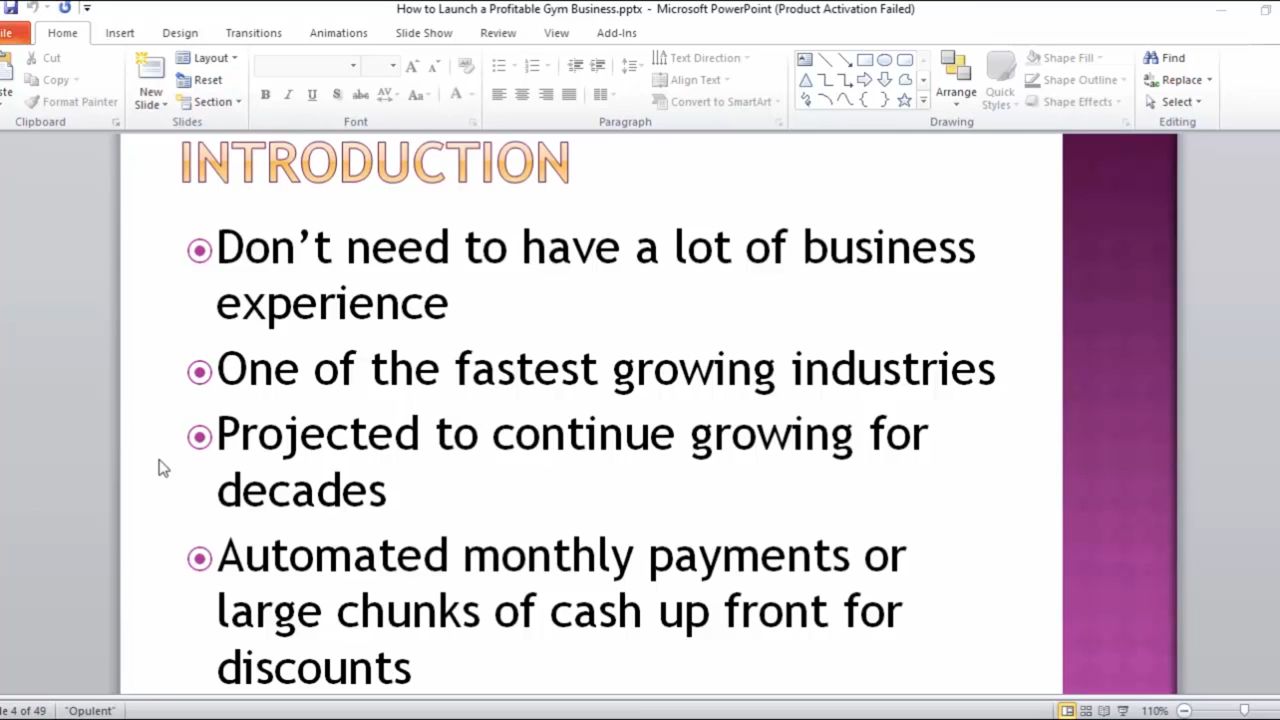 How to Launch a Profitable Gym Business.pptx - Microsoft PowerPoint (Product Activation Failed)
Home Insert Design Transitions Animations Slide Show Review View Add-Ins
Cut
Copy
Format Painter
Clipboard
New
Slide
Layout
Reset
Section
Slides
B I U S abc AV Aa A
Font
Text Direction
Align Text
Convert to SmartArt
Paragraph
Arrange
Quick
Styles
Shape Fill
Shape Outline
Shape Effects
Drawing
Find
Replace
Select
Editing
INTRODUCTION
Don’t need to have a lot of business
experience
One of the fastest growing industries
Projected to continue growing for
decades
Automated monthly payments or
large chunks of cash up front for
discounts
4 of 49 "Opulent" 110%